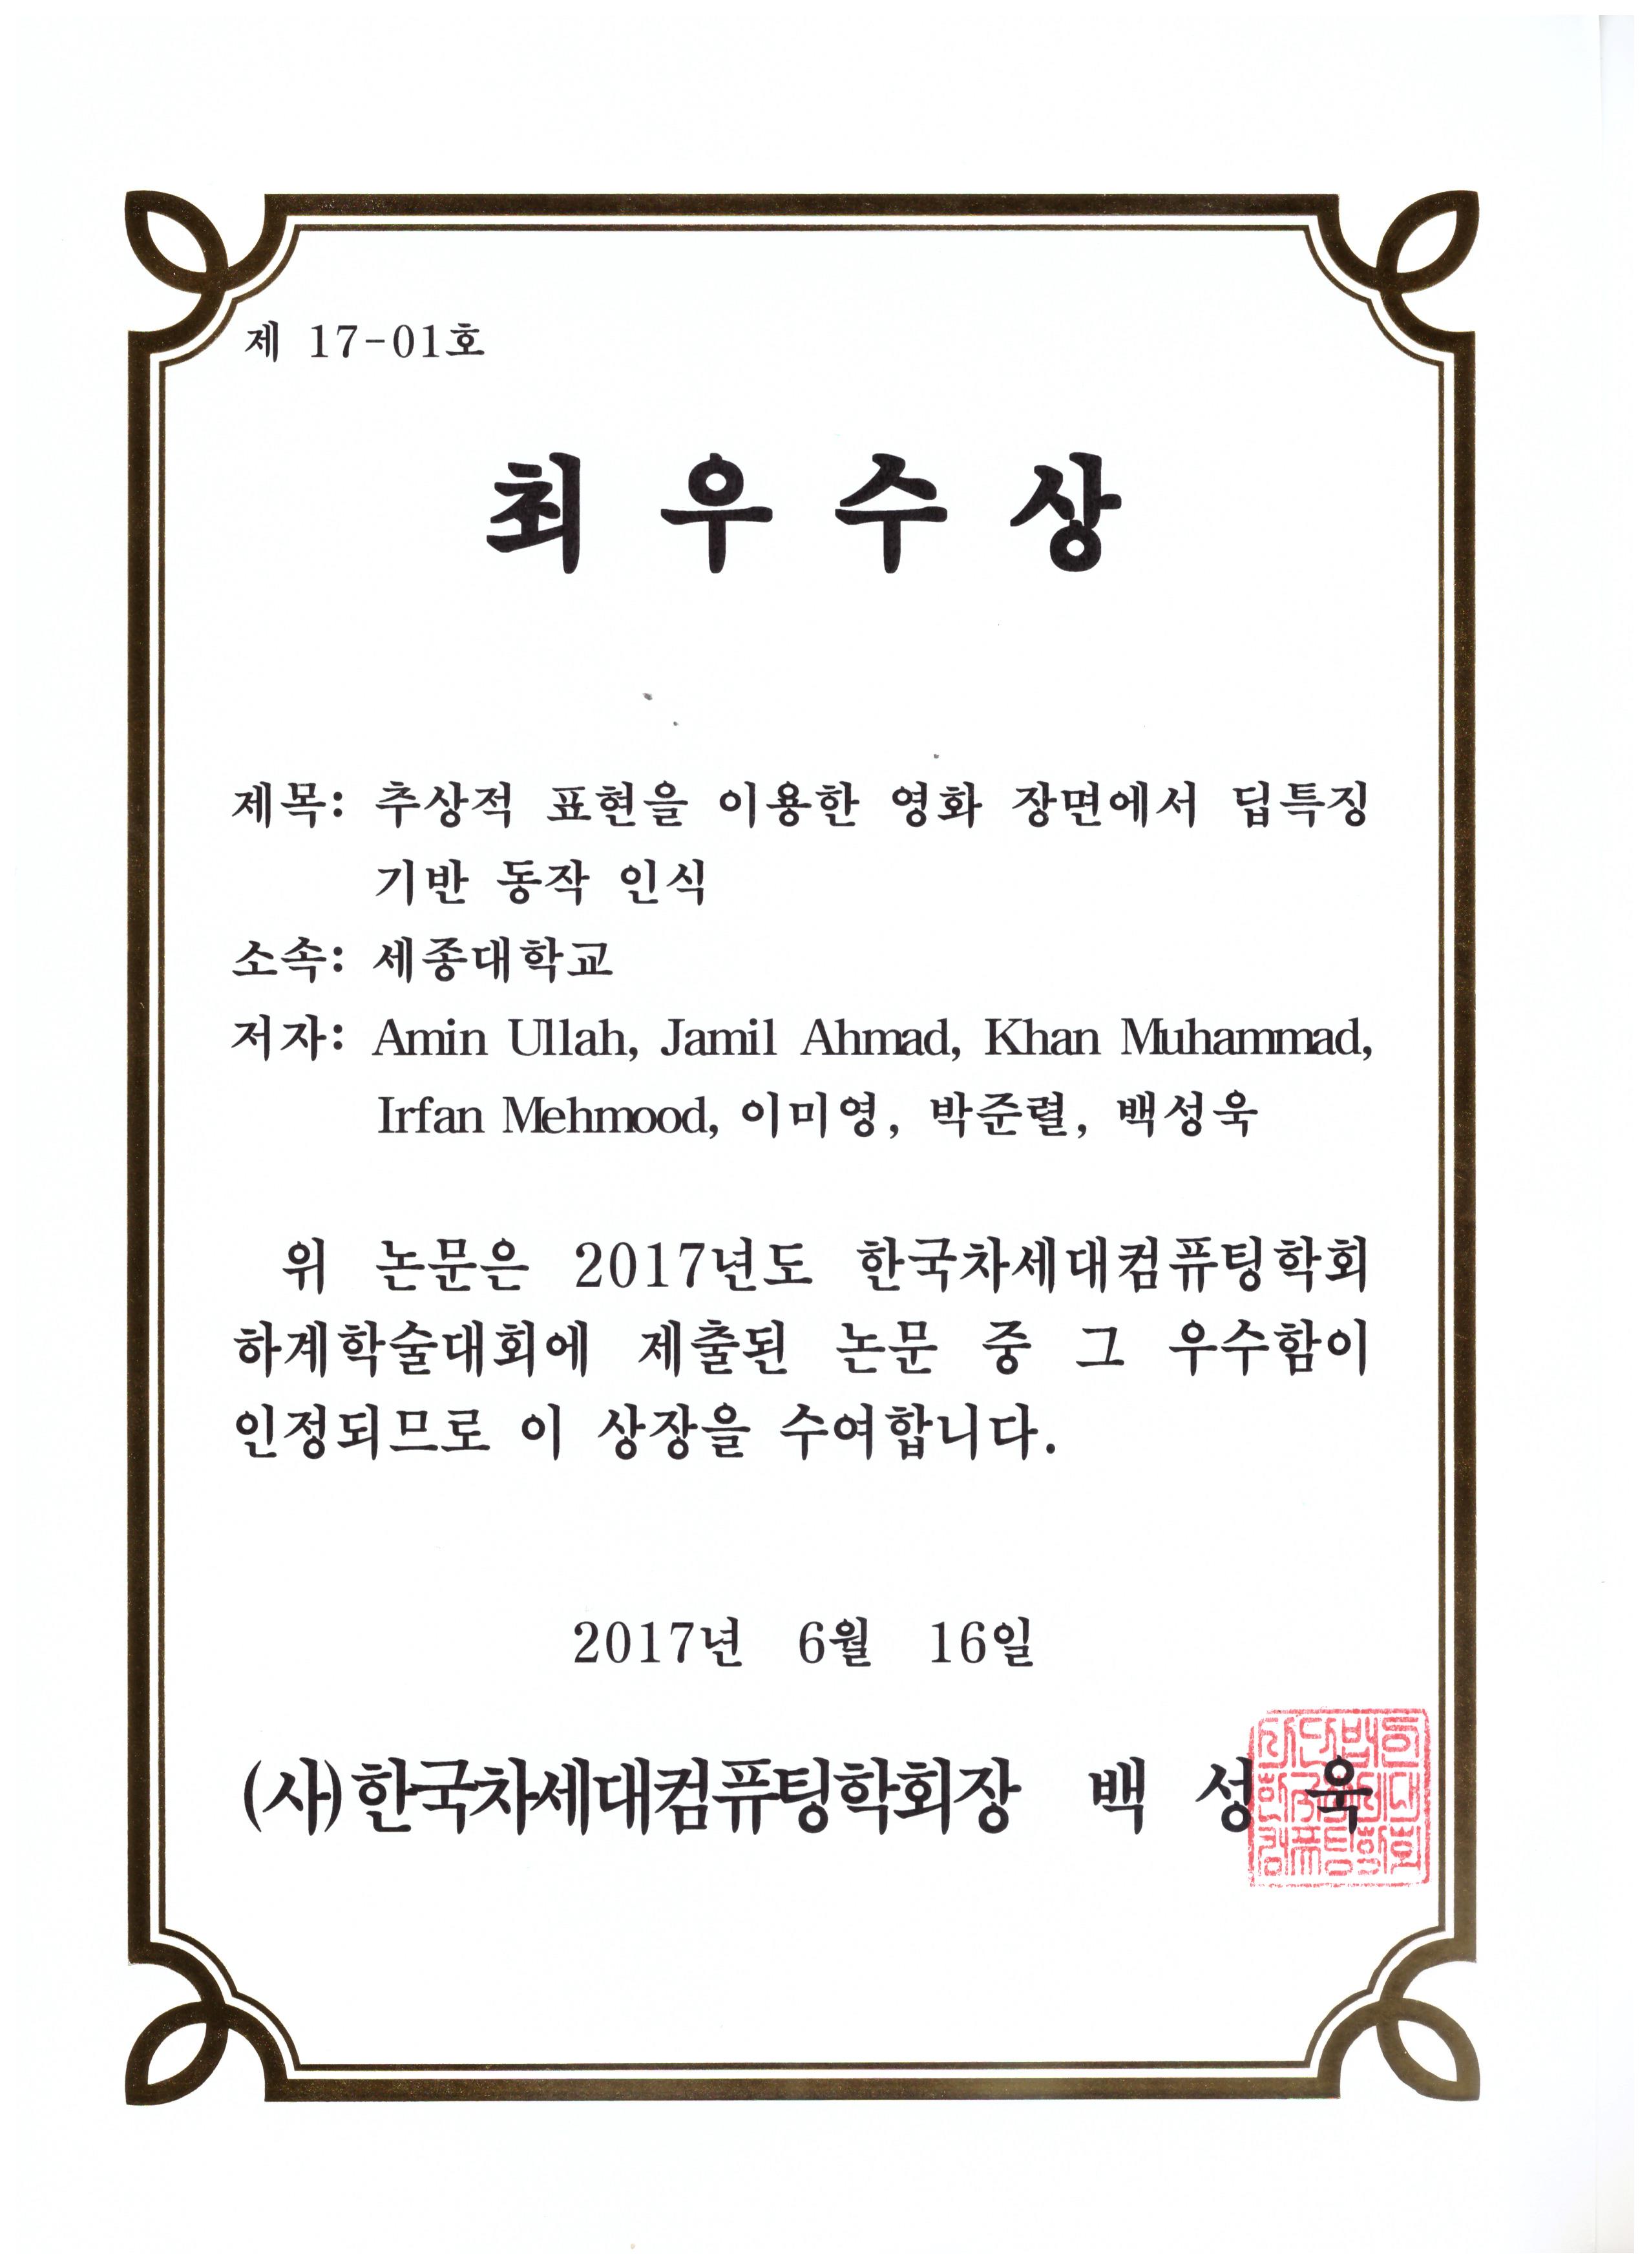 제 17-01호
최 우 수 상
제목: 추상적 표현을 이용한 영화 장면에서 딥특징
기반 동작 인식
소속: 세종대학교
저자: Amin Ullah, Jamil Ahmad, Khan Muhammad,
Irfan Mehmood, 이미영, 박준렬, 백성욱
위 논문은 2017년도 한국차세대컴퓨팅학회
하계학술대회에 제출된 논문 중 그 우수함이
인정되므로 이 상장을 수여합니다.
2017년 6월 16일
(사)한국차세대컴퓨팅학회장 백 성 욱